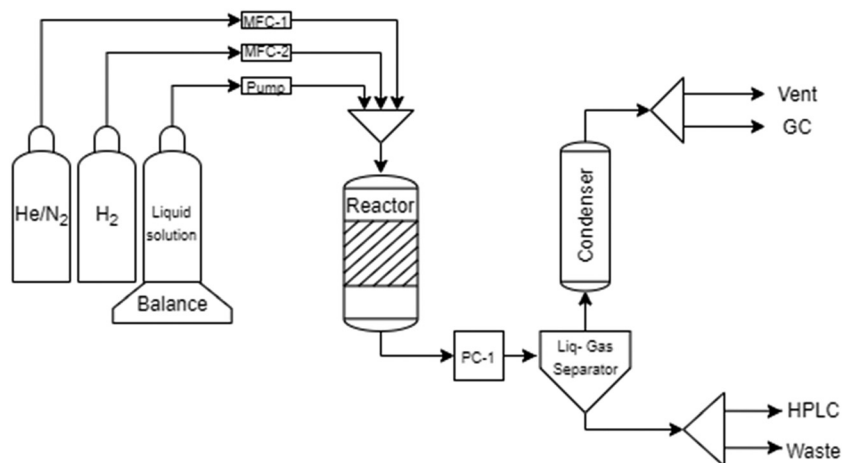 MFC-1
MFC-2
Pump
Vent
GC
He/N2
H2
Liquid
solution
Balance
Reactor
Condenser
PC-1
Liq- Gas
Separator
HPLC
Waste